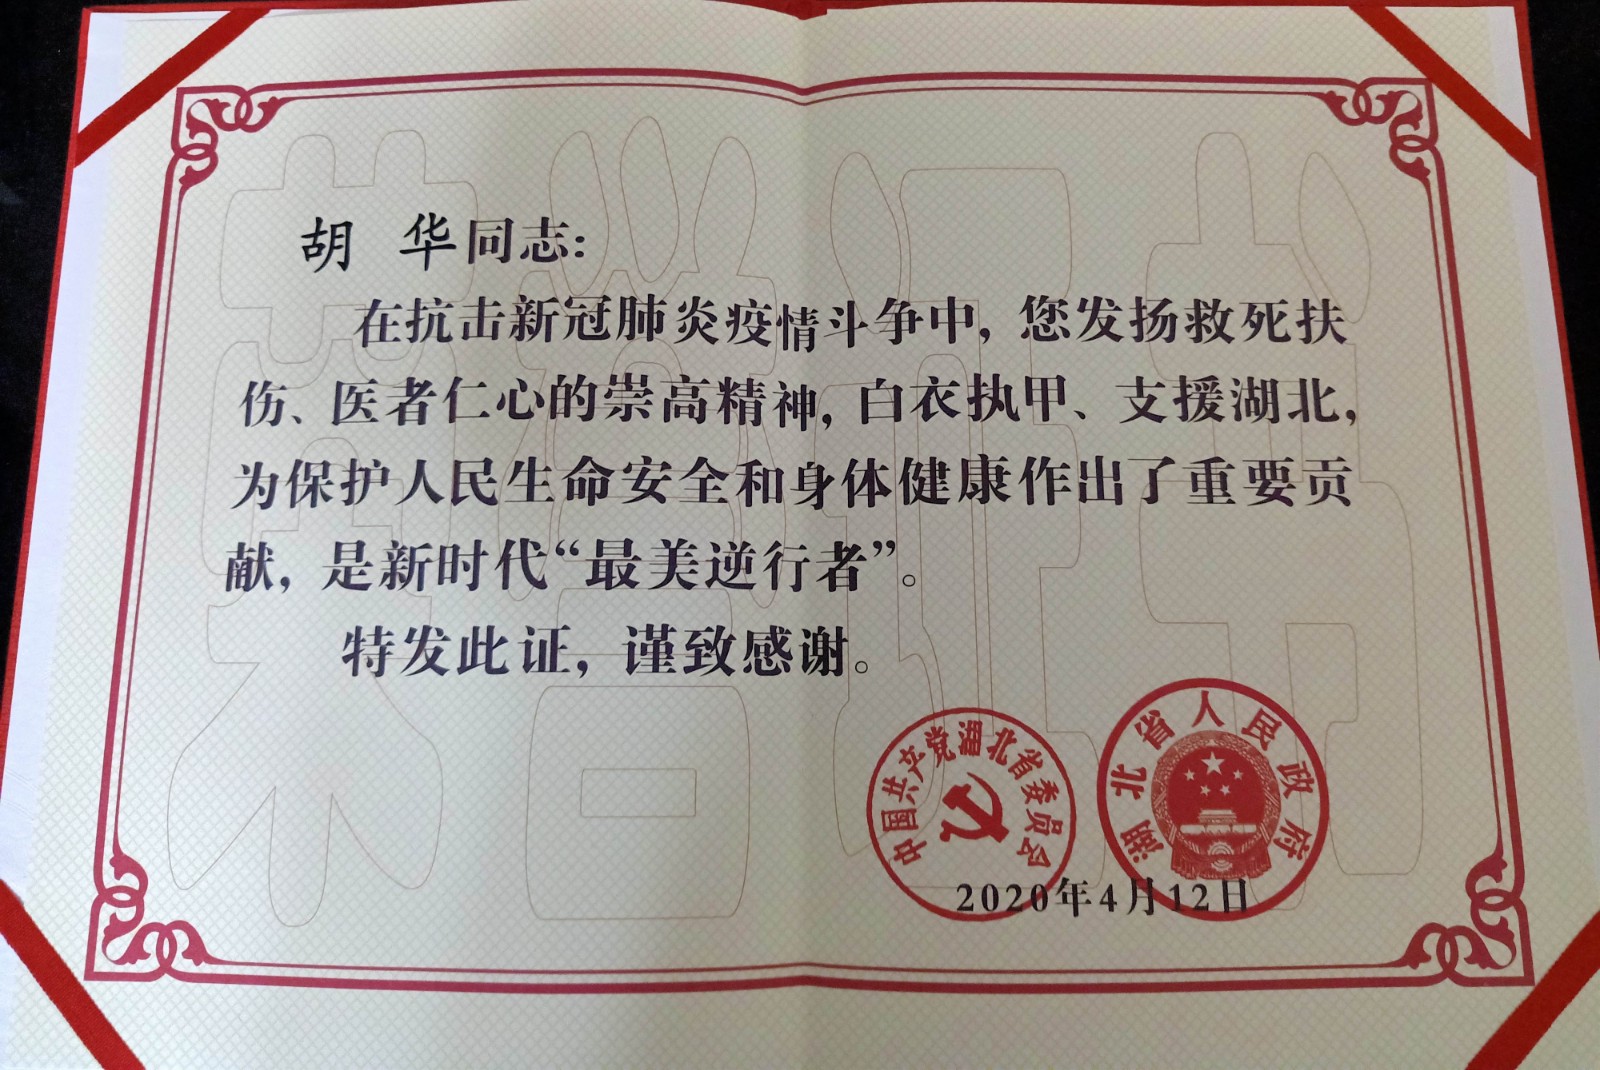 胡 华同志：
在抗击新冠肺炎疫情斗争中，您发扬救死扶
伤、医者仁心的崇高精神，白衣执甲、支援湖北，
为保护人民生命安全和身体健康作出了重要贡
献，是新时代“最美逆行者”。
特发此证，谨致感谢。
中国共产党湖北省委员会
湖北省人民政府
2020年4月12日
荣誉证书